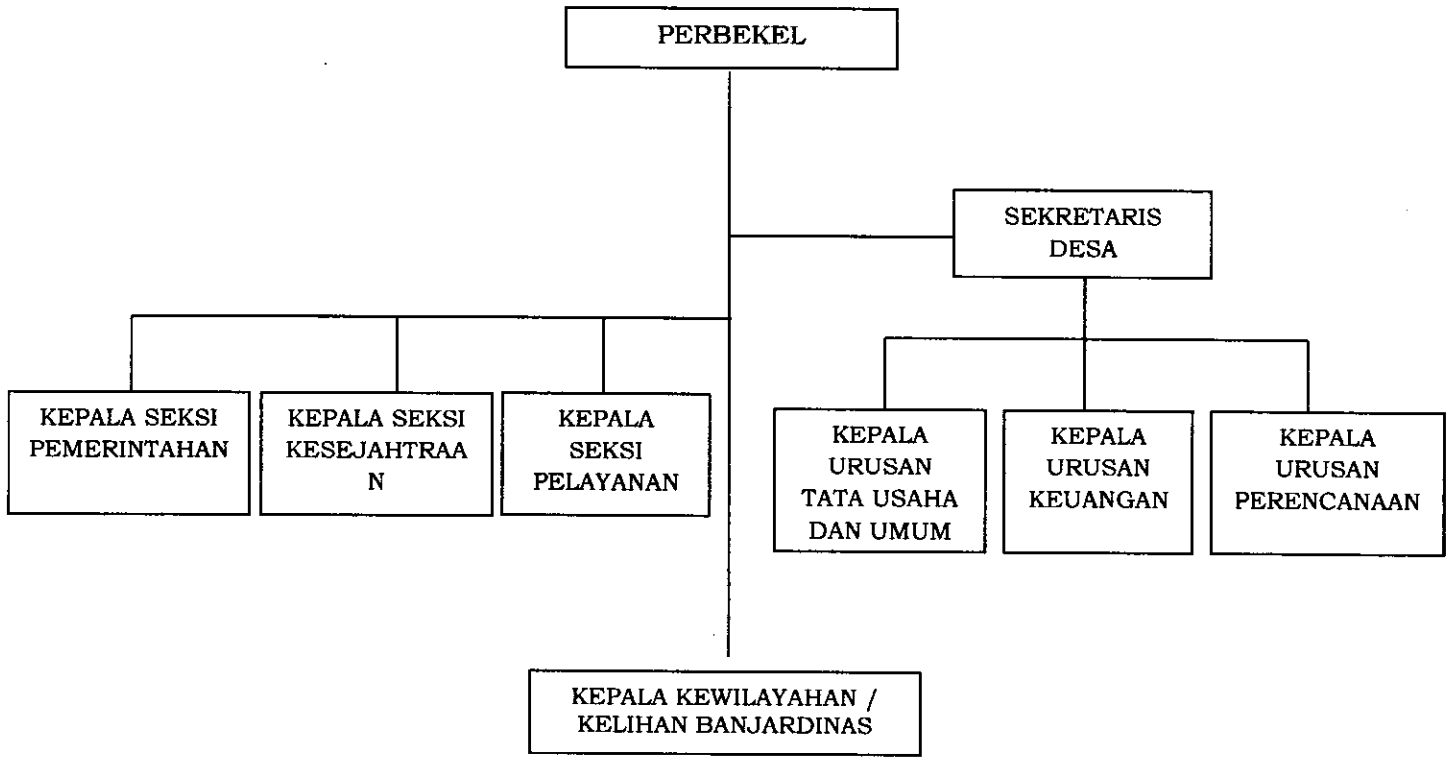 PERBEKEL
SEKRETARIS
DESA
KEPALA SEKSI
PEMERINTAHAN
KEPALA SEKSI
KESEJAHTRAA
N
KEPALA
SEKSI
PELAYANAN
KEPALA
URUSAN
TATA USAHA
DAN UMUM
KEPALA
URUSAN
KEUANGAN
KEPALA
URUSAN
PERENCANAAN
KEPALA KEWILAYAHAN /
KELIHAN BANJARDINAS